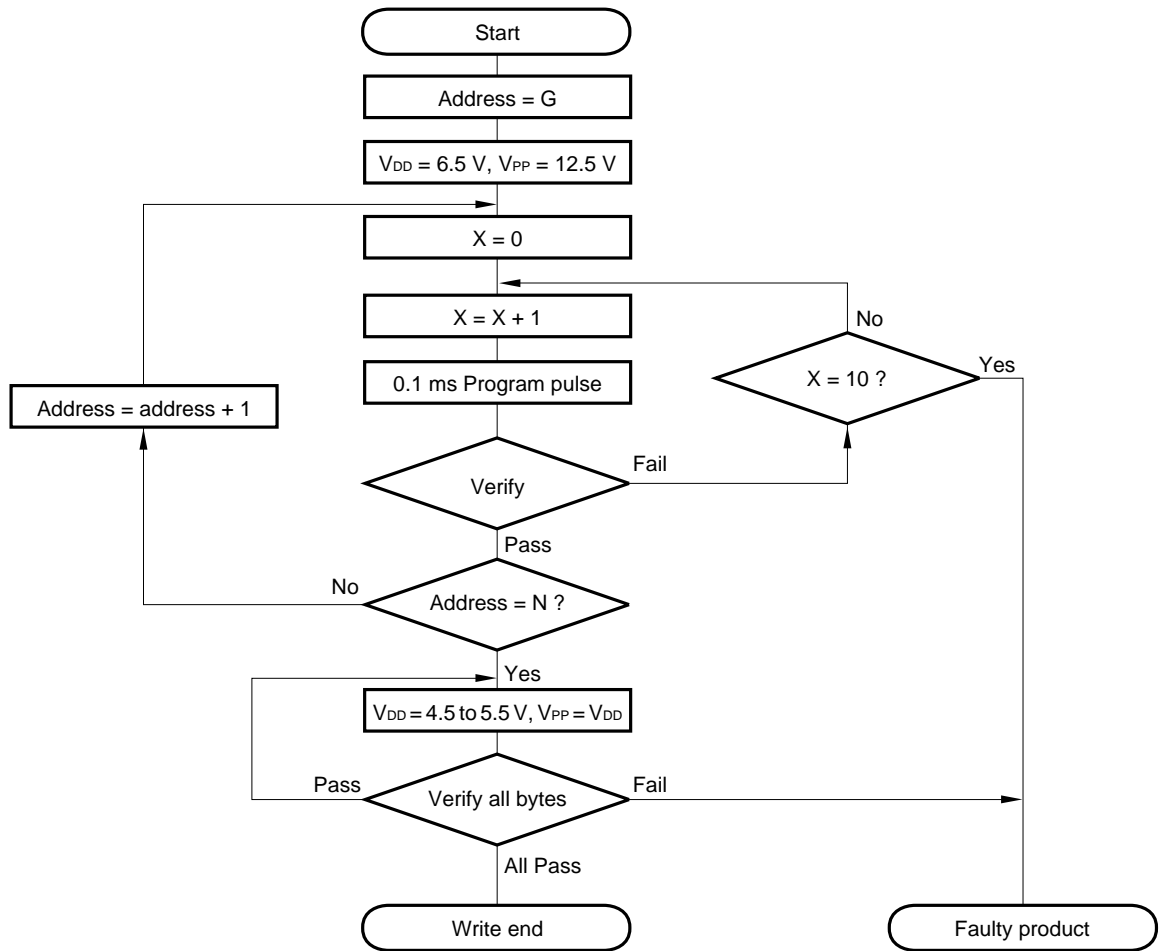 Start
Address = G
VDD = 6.5 V, VPP = 12.5 V
X = 0
X = X + 1
No
0.1 ms Program pulse
X = 10 ?
Yes
Address = address + 1
Verify
Fail
Pass
No
Address = N ?
Yes
VDD = 4.5 to 5.5 V, VPP = VDD
Pass
Verify all bytes
Fail
All Pass
Write end
Faulty product